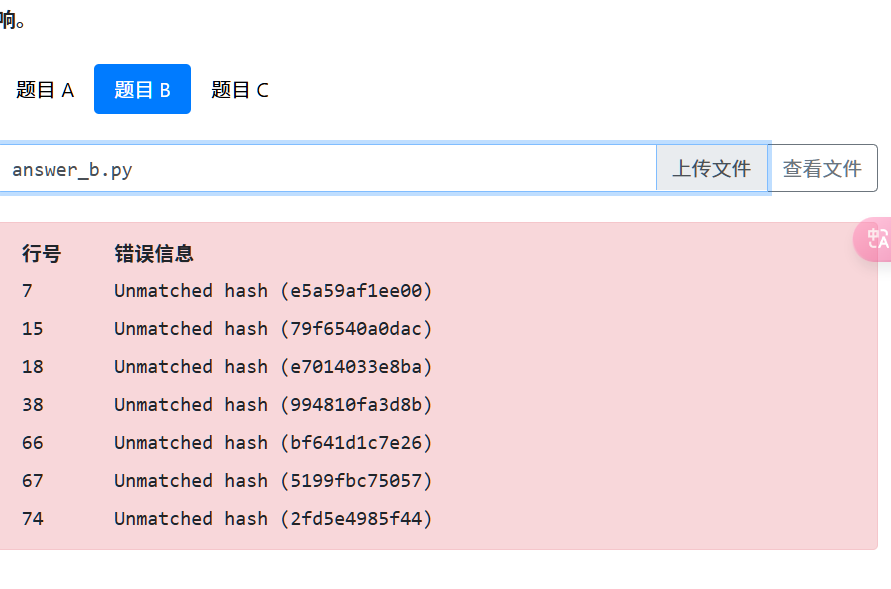 响。
题目 A 题目 B 题目 C
answer_b.py 上传文件 查看文件
行号 错误信息
7 Unmatched hash (e5a59af1ee00)
15 Unmatched hash (79f6540a0dac)
18 Unmatched hash (e7014033e8ba)
38 Unmatched hash (994810fa3d8b)
66 Unmatched hash (bf641d1c7e26)
67 Unmatched hash (5199fbc75057)
74 Unmatched hash (2fd5e4985f44)